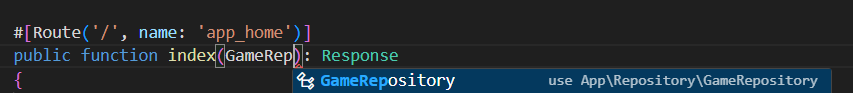 #[Route('/', name: 'app_home')]
public function index(GameRep): Response
{
GameRepository use App\Repository\GameRepository